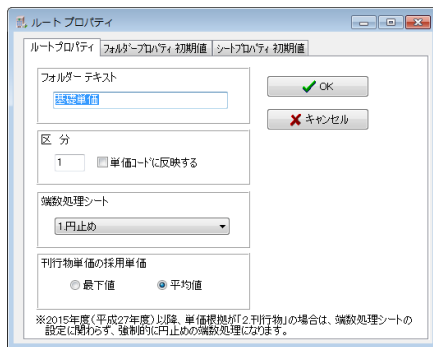 ルート プロパティ
ルートプロパティ フォルダープロパティ 初期値 シートプロパティ 初期値
フォルダー テキスト
基礎単価
OK
キャンセル
区 分
1 単価コードに反映する
端数処理シート
1.円止め
刊行物単価の採用単価
最下値 平均値
※2015年度(平成27年度)以降、単価根拠が「2.刊行物」の場合は、端数処理シートの
設定に関わらず、強制的に円止めの端数処理になります。